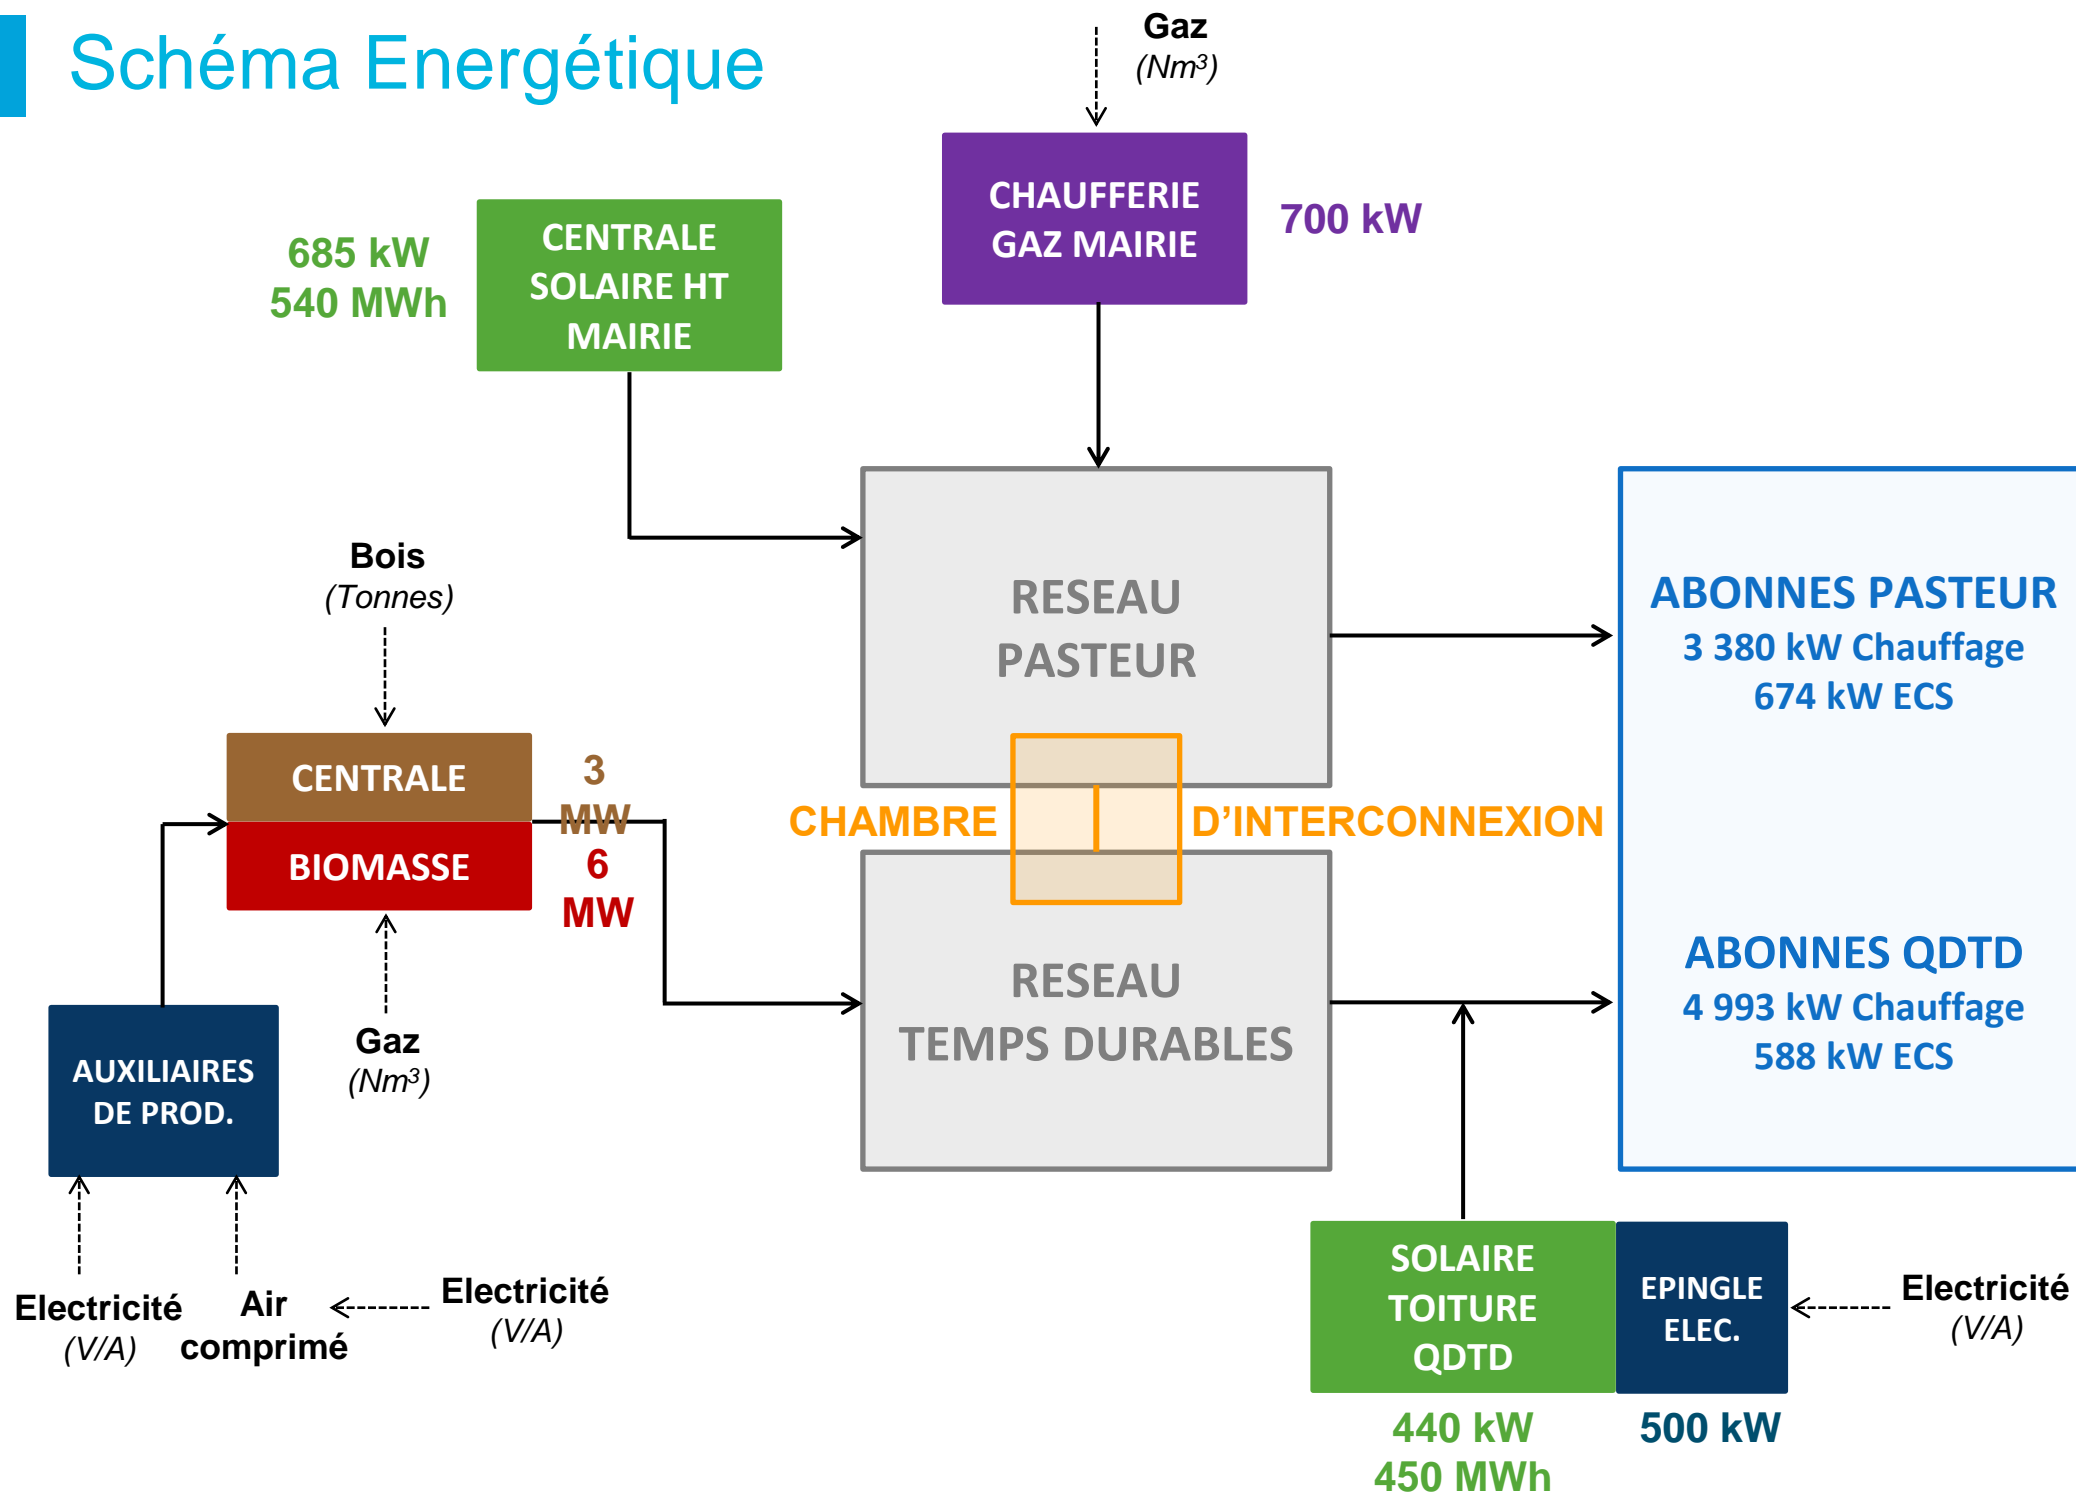 Schéma Energétique
Gaz
(Nm³)
CHAUFFERIE
GAZ MAIRIE
700 kW
685 kW
540 MWh
CENTRALE
SOLAIRE HT
MAIRIE
Bois
(Tonnes)
RESEAU
PASTEUR
ABONNES PASTEUR
3 380 kW Chauffage
674 kW ECS
CENTRALE
BIOMASSE
3
MW
6
MW
CHAMBRE
D’INTERCONNEXION
RESEAU
TEMPS DURABLES
ABONNES QDTD
4 993 kW Chauffage
588 kW ECS
Gaz
(Nm³)
AUXILIAIRES
DE PROD.
Electricité
(V/A)
Air
comprimé
Electricité
(V/A)
SOLAIRE
TOITURE
QDTD
EPINGLE
ELEC.
Electricité
(V/A)
440 kW
450 MWh
500 kW